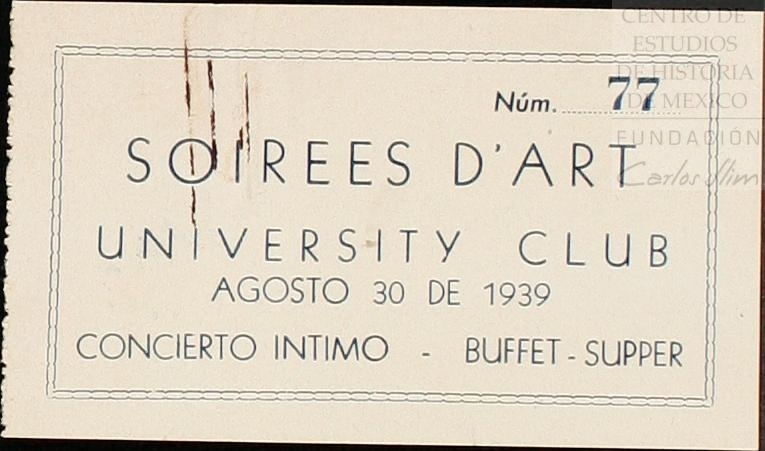 CENTRO DE
ESTUDIOS
DE HISTORIA
DE MEXICO
FUNDACIÓN
Carlos Slim
Núm. 77
SOIREES D'ART
UNIVERSITY CLUB
AGOSTO 30 DE 1939
CONCIERTO INTIMO - BUFFET-SUPPER